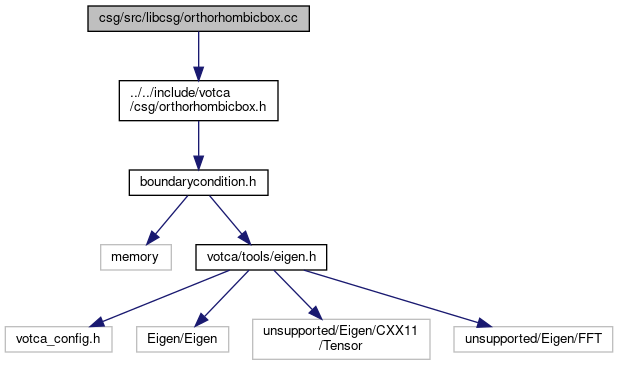 csg/src/libcsg/orthorhombicbox.cc
../../include/votca
/csg/orthorhombicbox.h
boundarycondition.h
memory
votca/tools/eigen.h
votca_config.h
Eigen/Eigen
unsupported/Eigen/CXX11
/Tensor
unsupported/Eigen/FFT